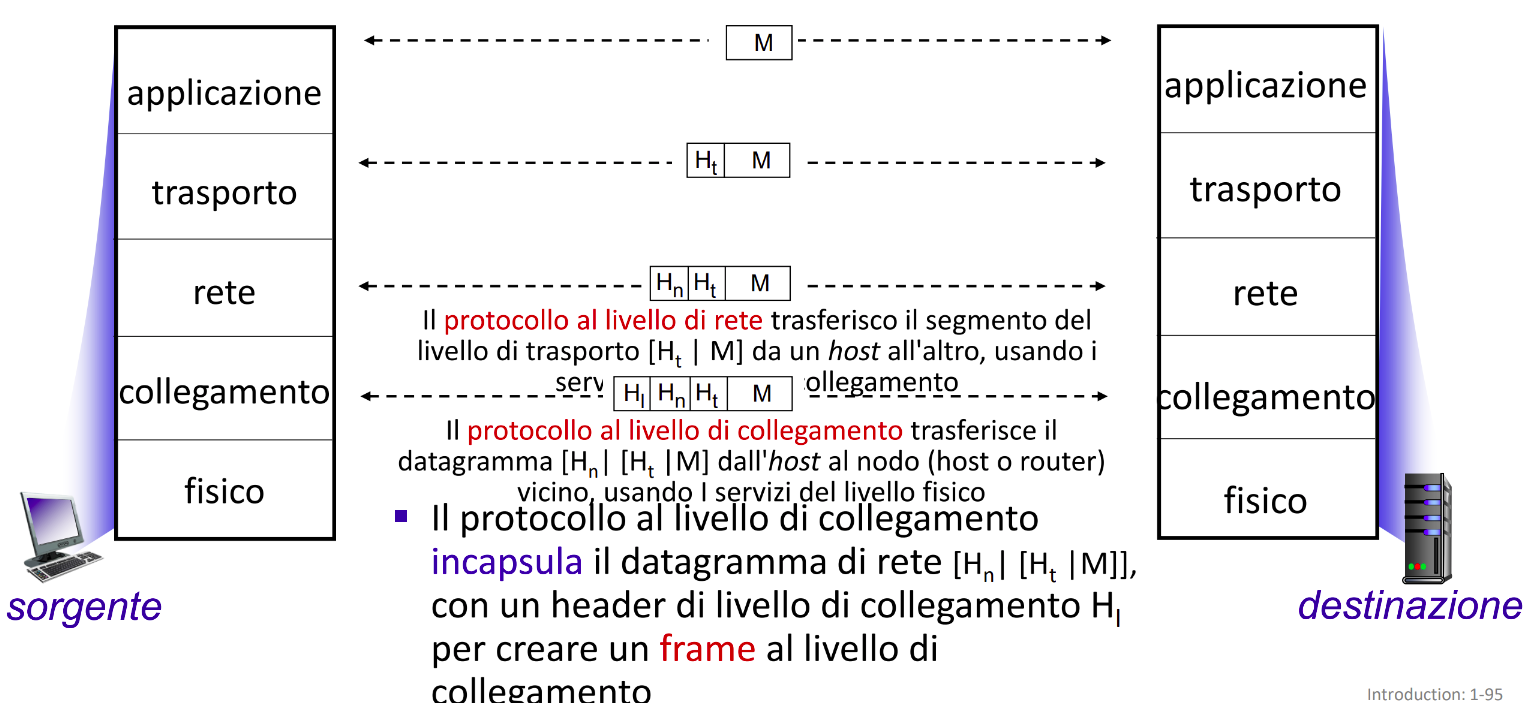 M
applicazione
applicazione
H_t M
trasporto
trasporto
H_n H_t M
rete
rete
Il protocollo al livello di rete trasferisco il segmento del
livello di trasporto [H_t | M] da un host all'altro, usando i
serv ollegamento
H_l H_n H_t M
collegamento
collegamento
Il protocollo al livello di collegamento trasferisce il
datagramma [H_n| [H_t |M] dall'host al nodo (host o router)
vicino, usando I servizi del livello fisico
fisico
fisico
▪ Il protocollo al livello di collegamento
incapsula il datagramma di rete [H_n| [H_t |M]],
con un header di livello di collegamento H_l
per creare un frame al livello di
collegamento
sorgente
destinazione
Introduction: 1-95